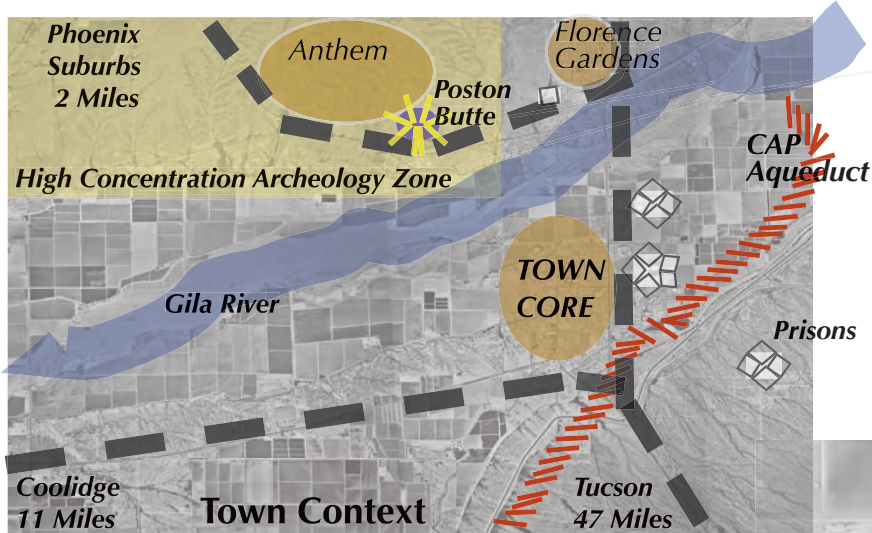 Phoenix
Suburbs
2 Miles
Anthem
Florence
Gardens
Poston
Butte
CAP
Aqueduct
High Concentration Archeology Zone
TOWN
CORE
Gila River
Prisons
Coolidge
11 Miles
Town Context
Tucson
47 Miles